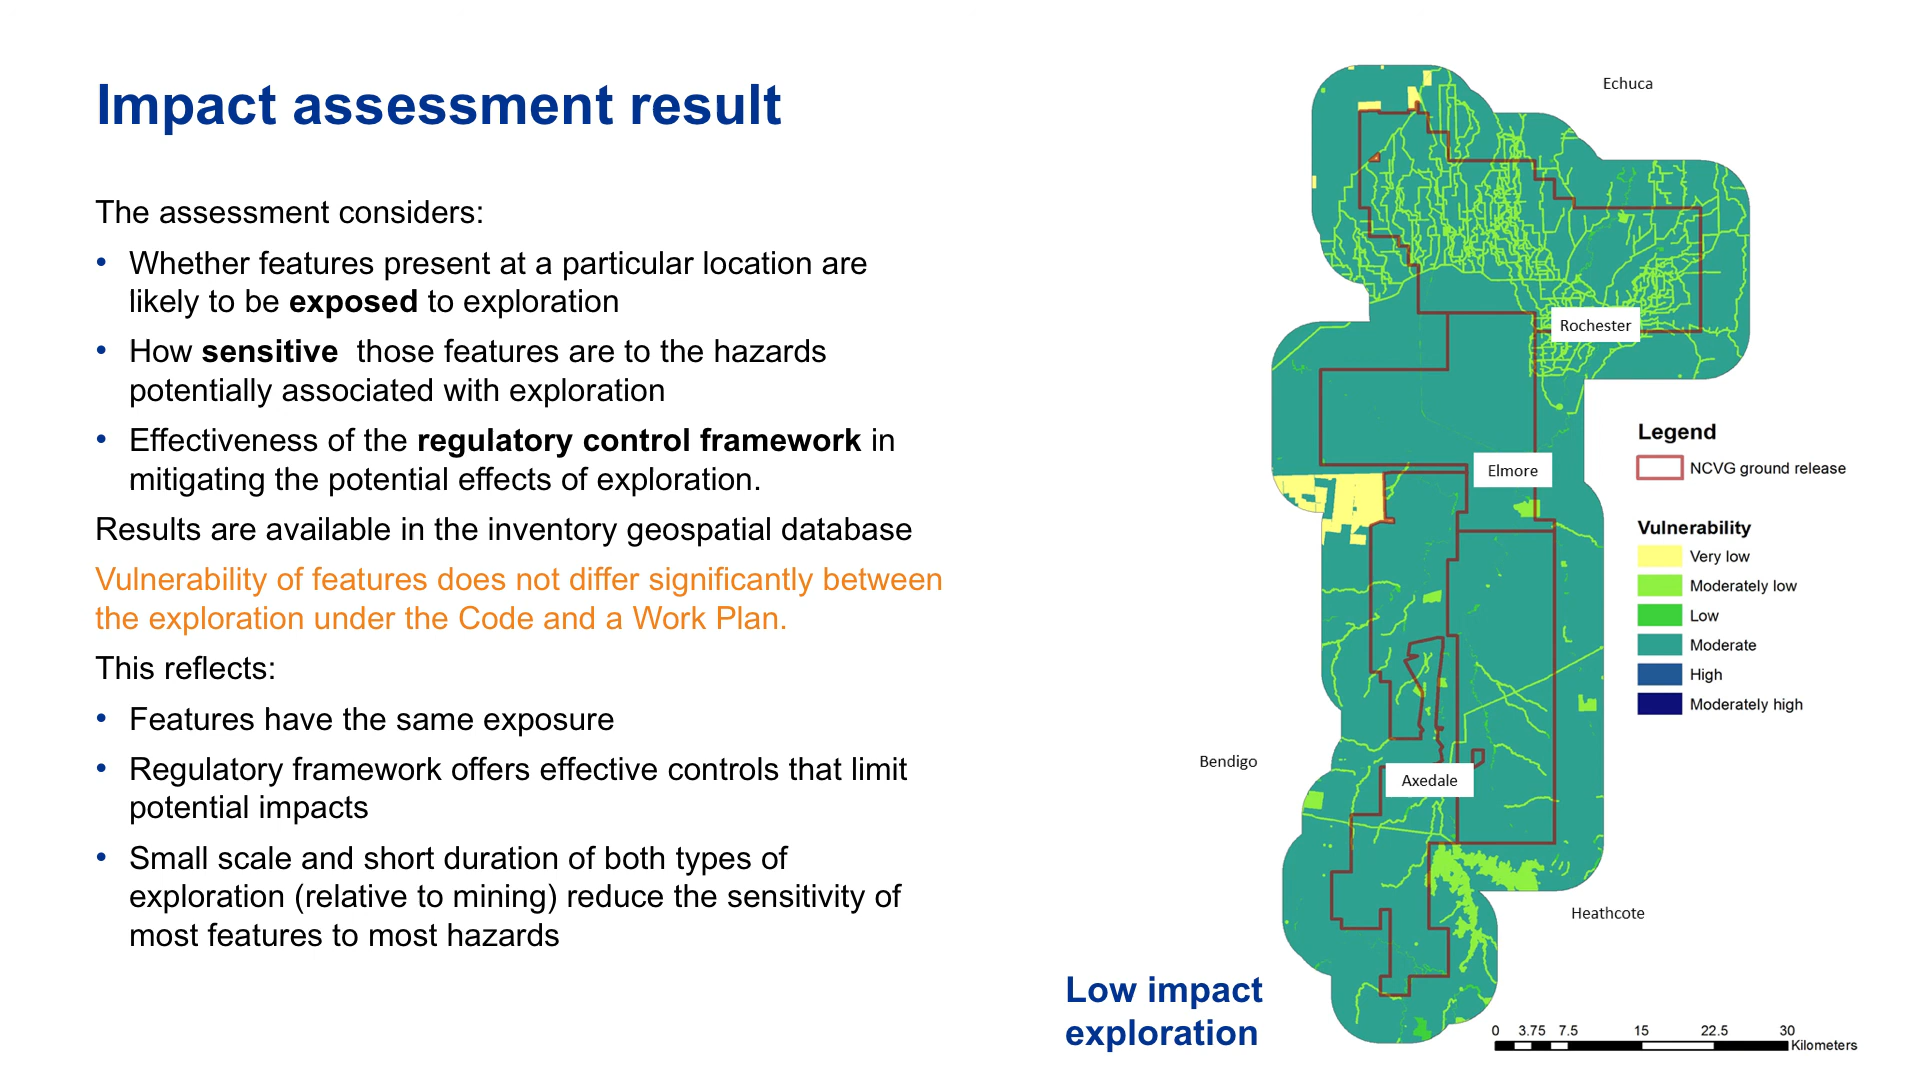 Impact assessment result
The assessment considers:
• Whether features present at a particular location are
likely to be exposed to exploration
• How sensitive  those features are to the hazards
potentially associated with exploration
• Effectiveness of the regulatory control framework in
mitigating the potential effects of exploration.
Results are available in the inventory geospatial database
Vulnerability of features does not differ significantly between
the exploration under the Code and a Work Plan.
This reflects:
• Features have the same exposure
• Regulatory framework offers effective controls that limit
potential impacts
• Small scale and short duration of both types of
exploration (relative to mining) reduce the sensitivity of
most features to most hazards
Echuca
Rochester
Elmore
Bendigo
Axedale
Heathcote
Legend
NCVG ground release
Vulnerability
Very low
Moderately low
Low
Moderate
High
Moderately high
Low impact
exploration
0 3.75 7.5 15 22.5 30
Kilometers